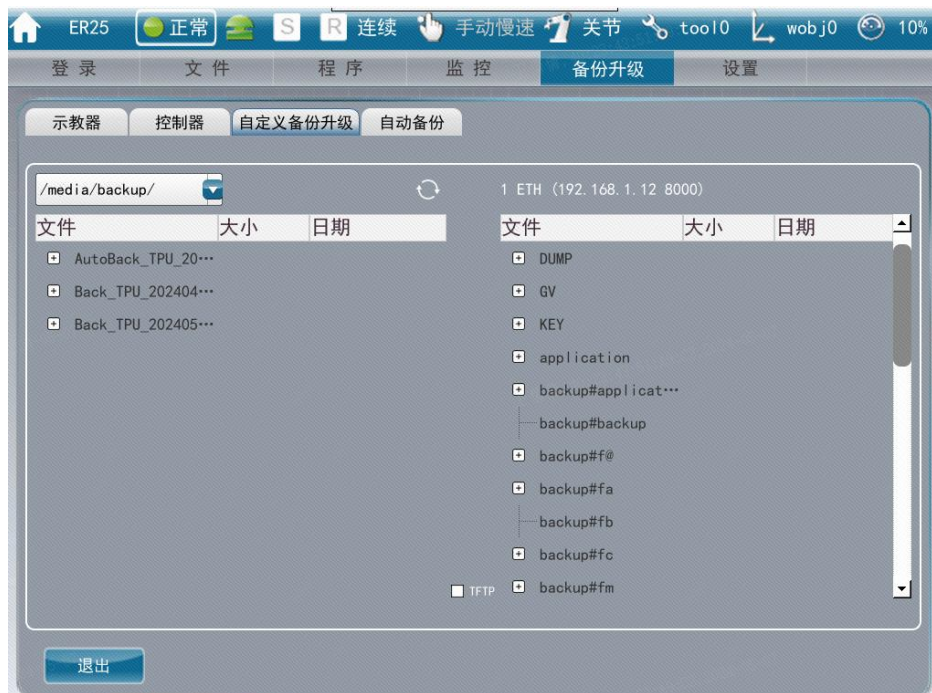 ER25 正常 S R 连续 手动慢速 关节 tool0 wobj0 10%
登录 文件 程序 监控 备份升级 设置
示教器 控制器 自定义备份升级 自动备份
/media/backup/ 1 ETH (192.168.1.12 8000)
文件 大小 日期 文件 大小 日期
AutoBack_TPU_20··· DUMP
Back_TPU_202404··· GV
Back_TPU_202405··· KEY
application
backup#applicat···
backup#backup
backup#f@
backup#fa
backup#fb
backup#fc
TFTP backup#fm
退出